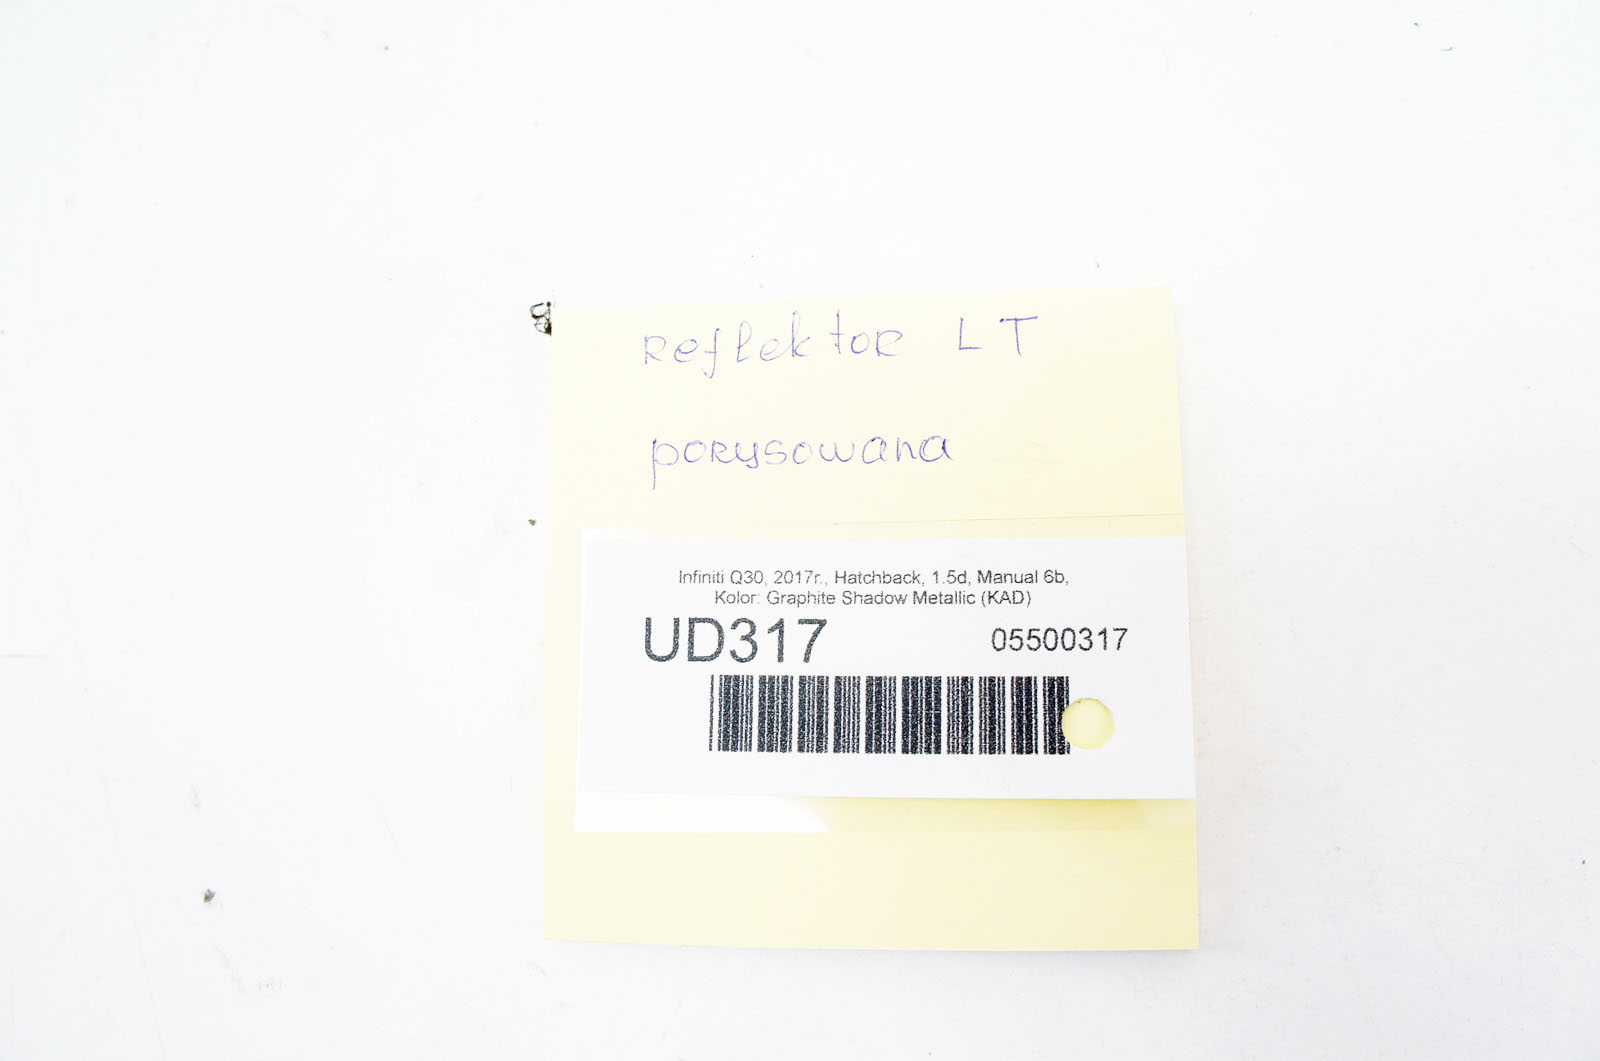 Reflektor LT
porysowana
Infiniti Q30, 2017r., Hatchback, 1.5d, Manual 6b,
Kolor: Graphite Shadow Metallic (KAD)
UD317 05500317